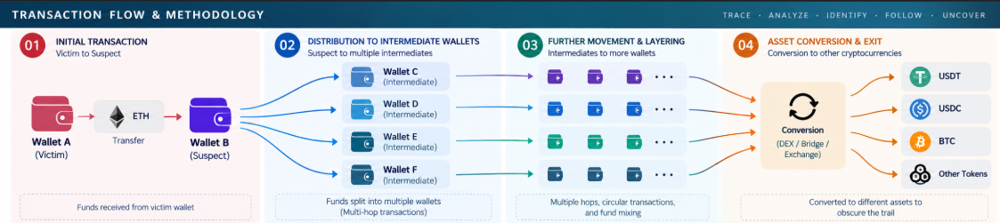 TRANSACTION FLOW & METHODOLOGY
TRACE · ANALYZE · IDENTIFY · FOLLOW · UNCOVER
01
INITIAL TRANSACTION
Victim to Suspect
Wallet A
(Victim)
ETH
Transfer
Wallet B
(Suspect)
Funds received from victim wallet
02
DISTRIBUTION TO INTERMEDIATE WALLETS
Suspect to multiple intermediates
Wallet C
(Intermediate)
Wallet D
(Intermediate)
Wallet E
(Intermediate)
Wallet F
(Intermediate)
Funds split into multiple wallets
(Multi-hop transactions)
03
FURTHER MOVEMENT & LAYERING
Intermediates to more wallets
• • •
• • •
• • •
• • •
Multiple hops, circular transactions,
and fund mixing
04
ASSET CONVERSION & EXIT
Conversion to other cryptocurrencies
Conversion
(DEX / Bridge /
Exchange)
USDT
USDC
BTC
Other Tokens
Converted to different assets to
obscure the trail